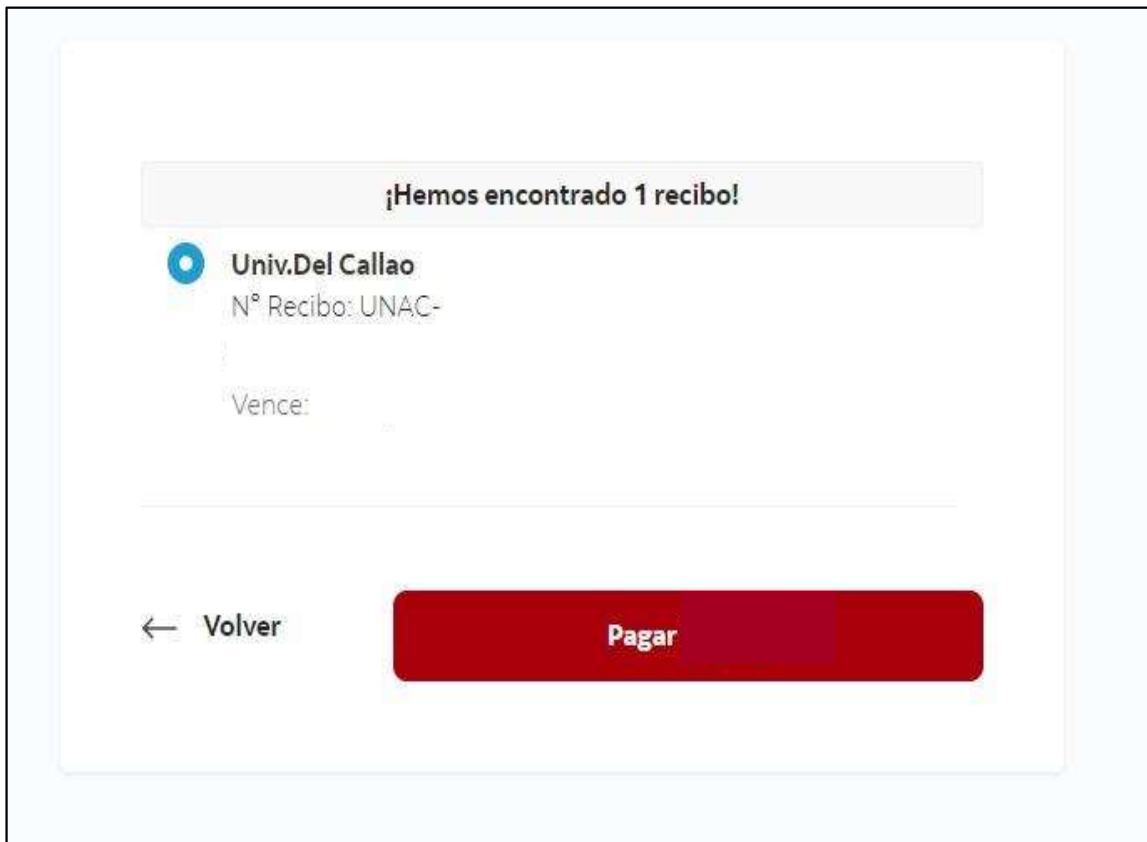 ¡Hemos encontrado 1 recibo!
Univ.Del Callao
N° Recibo: UNAC-
Vence:
← Volver
Pagar